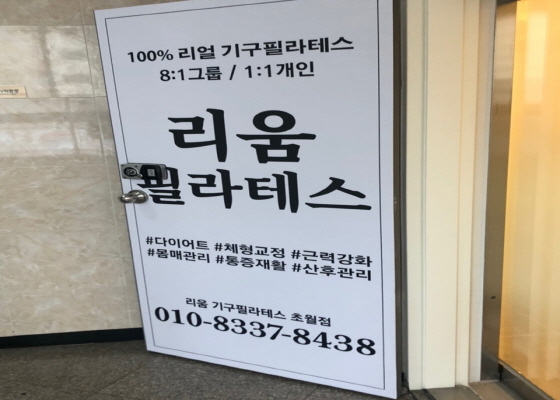 100% 리얼 기구필라테스
8:1그룹 / 1:1개인
리움
필라테스
#다이어트 #체형교정 #근력강화
#몸매관리 #통증재활 #산후관리
리움 기구필라테스 초월점
010-8337-8438